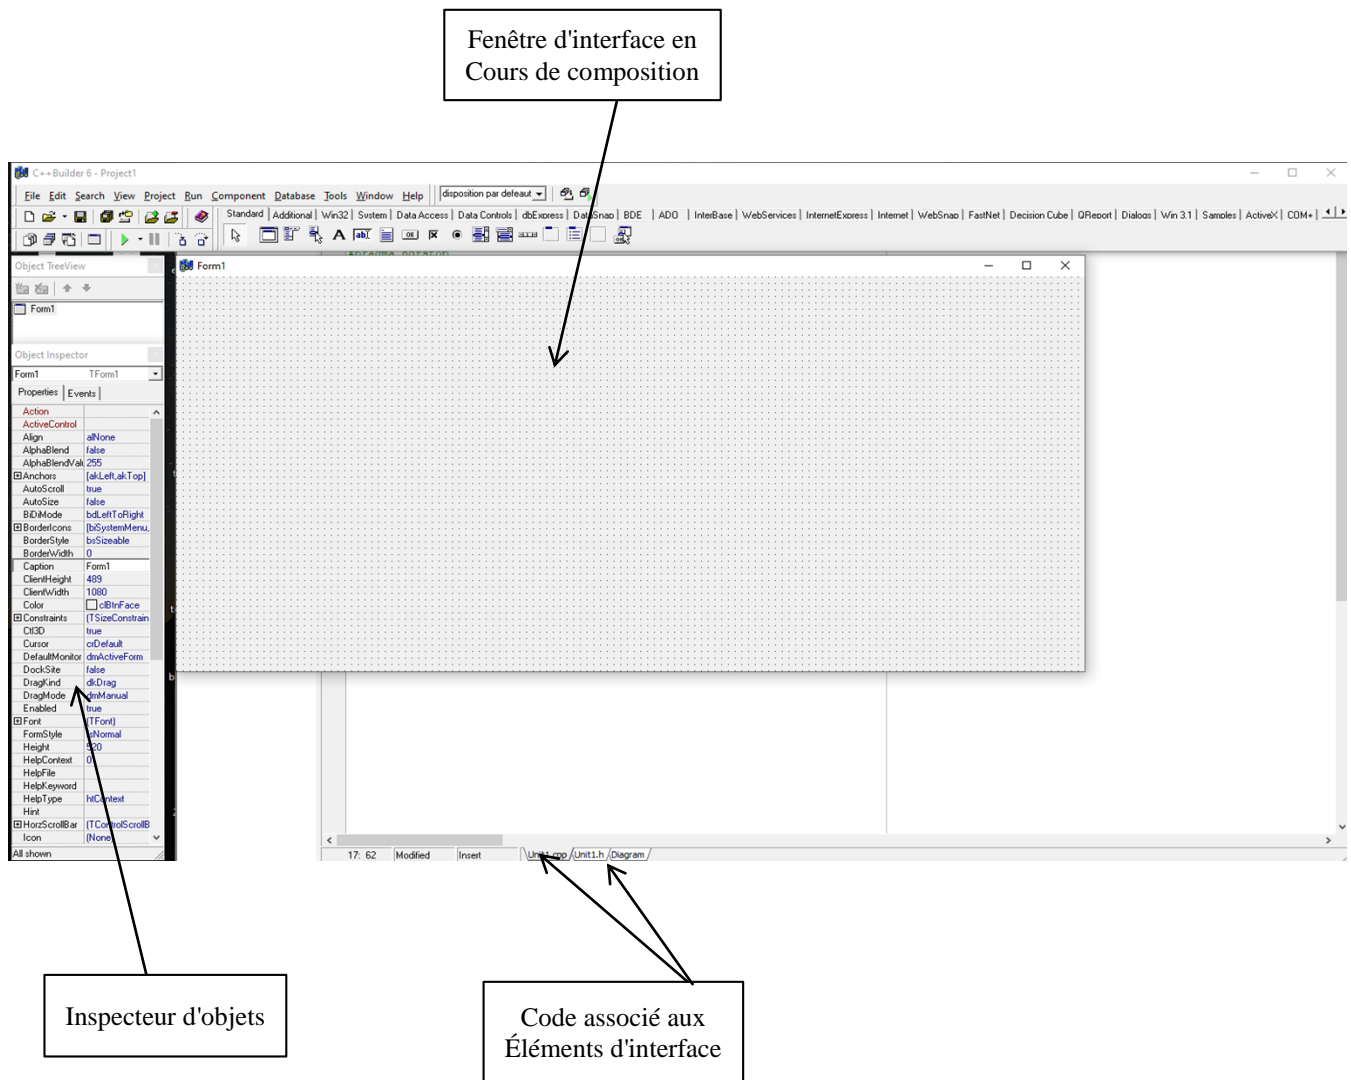 Fenêtre d'interface en
Cours de composition
C++Builder 6 - Project1
File Edit Search View Project Run Component Database Tools Window Help disposition par defeaut
Standard Additional Win32 System Data Access Data Controls dbExpress DataSnap BDE ADO InterBase WebServices InternetExpress Internet WebSnap FastNet Decision Cube QReport Dialogs Win 3.1 Samples ActiveX COM+
Object TreeView
Form1
Form1
Object Inspector
Form1 TForm1
Properties Events
Action
ActiveControl
Align alNone
AlphaBlend false
AlphaBlendValu 255
Anchors [akLeft,akTop]
AutoScroll true
AutoSize false
BiDiMode bdLeftToRight
BorderIcons [biSystemMenu,
BorderStyle bsSizeable
BorderWidth 0
Caption Form1
ClientHeight 489
ClientWidth 1080
Color clBtnFace
Constraints (TSizeConstrain
Ctl3D true
Cursor crDefault
DefaultMonitor dmActiveForm
DockSite false
DragKind dkDrag
DragMode dmManual
Enabled true
Font (TFont)
FormStyle fsNormal
Height 520
HelpContext 0
HelpFile
HelpKeyword
HelpType htContext
Hint
HorzScrollBar (TControlScrollB
Icon (None)
All shown
17: 62 Modified Insert Unit1.cpp Unit1.h Diagram
Inspecteur d'objets
Code associé aux
Éléments d'interface